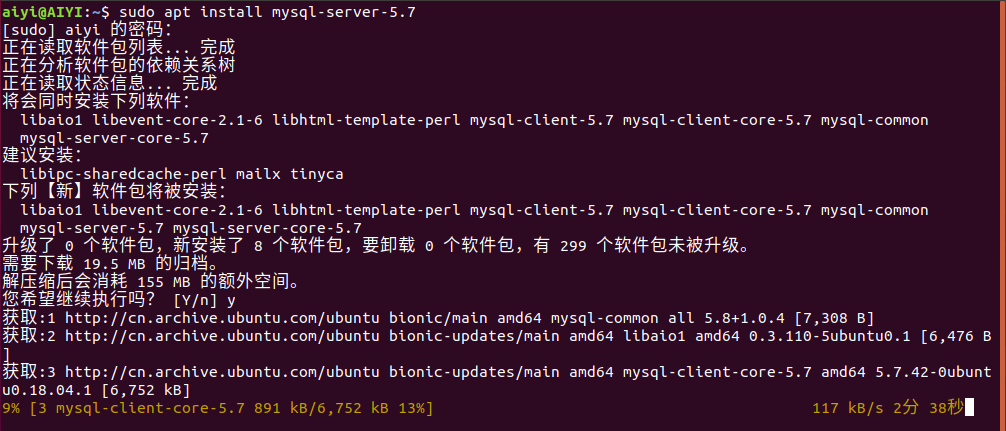 aiyi@AIYI:~$ sudo apt install mysql-server-5.7
[sudo] aiyi 的密码：
正在读取软件包列表... 完成
正在分析软件包的依赖关系树
正在读取状态信息... 完成
将会同时安装下列软件：
  libaio1 libevent-core-2.1-6 libhtml-template-perl mysql-client-5.7 mysql-client-core-5.7 mysql-common
  mysql-server-core-5.7
建议安装：
  libipc-sharedcache-perl mailx tinyca
下列【新】软件包将被安装：
  libaio1 libevent-core-2.1-6 libhtml-template-perl mysql-client-5.7 mysql-client-core-5.7 mysql-common
  mysql-server-5.7 mysql-server-core-5.7
升级了 0 个软件包，新安装了 8 个软件包，要卸载 0 个软件包，有 299 个软件包未被升级。
需要下载 19.5 MB 的归档。
解压缩后会消耗 155 MB 的额外空间。
您希望继续执行吗？ [Y/n] y
获取:1 http://cn.archive.ubuntu.com/ubuntu bionic/main amd64 mysql-common all 5.8+1.0.4 [7,308 B]
获取:2 http://cn.archive.ubuntu.com/ubuntu bionic-updates/main amd64 libaio1 amd64 0.3.110-5ubuntu0.1 [6,476 B
]
获取:3 http://cn.archive.ubuntu.com/ubuntu bionic-updates/main amd64 mysql-client-core-5.7 amd64 5.7.42-0ubunt
u0.18.04.1 [6,752 kB]
9% [3 mysql-client-core-5.7 891 kB/6,752 kB 13%] 117 kB/s 2分 38秒